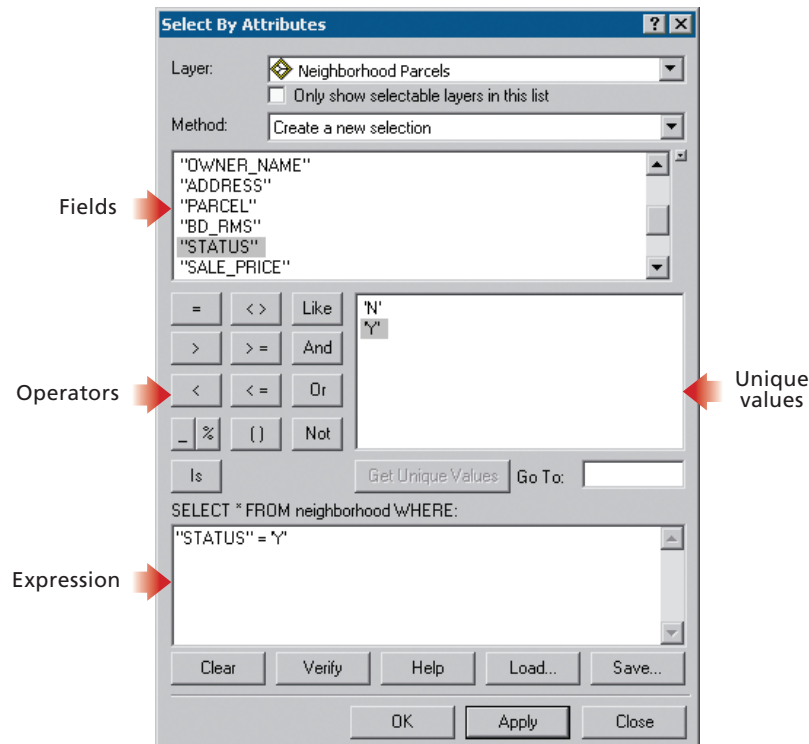 Select By Attributes
? X
Layer: Neighborhood Parcels
Only show selectable layers in this list
Method: Create a new selection
Fields
"OWNER_NAME"
"ADDRESS"
"PARCEL"
"BD_RMS"
"STATUS"
"SALE_PRICE"
= < > Like
> > = And
Operators
< < = Or
_ % ( ) Not
Is
'N'
'Y'
Unique
values
Get Unique Values Go To:
SELECT * FROM neighborhood WHERE:
Expression
"STATUS" = 'Y'
Clear Verify Help Load... Save...
OK Apply Close